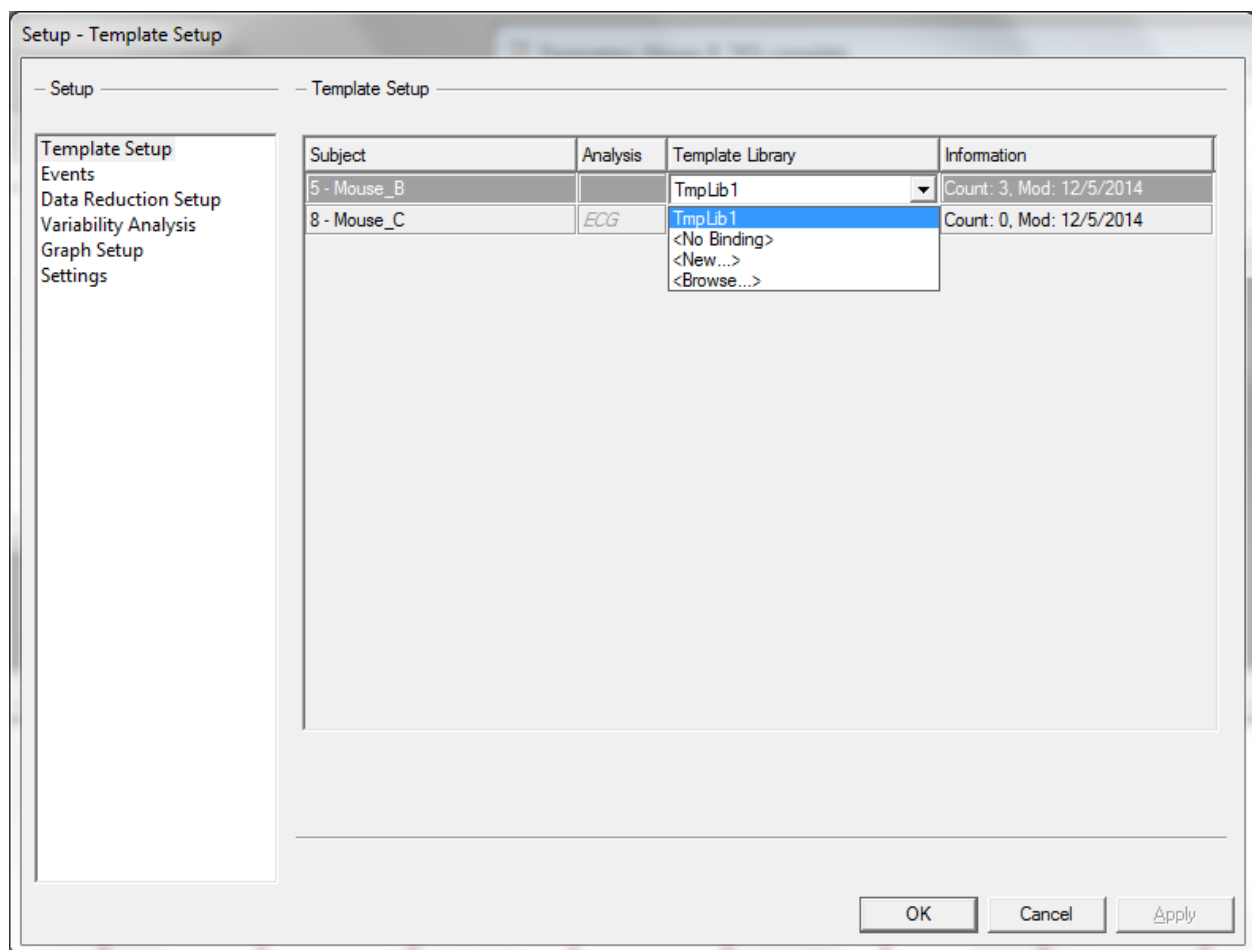 Setup - Template Setup
Setup
Template Setup
Template Setup
Events
Data Reduction Setup
Variability Analysis
Graph Setup
Settings
Subject Analysis Template Library Information
5 - Mouse_B TmpLib1 Count: 3, Mod: 12/5/2014
8 - Mouse_C ECG Count: 0, Mod: 12/5/2014
TmpLib1
<No Binding>
<New...>
<Browse...>
OK Cancel Apply